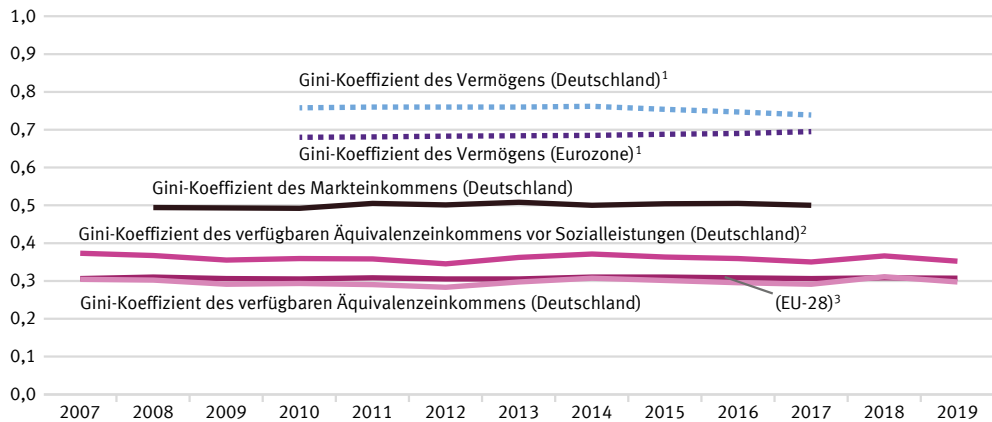 1,0
0,9
0,8
Gini-Koeffizient des Vermögens (Deutschland)¹
0,7
Gini-Koeffizient des Vermögens (Eurozone)¹
0,6
Gini-Koeffizient des Markteinkommens (Deutschland)
0,5
Gini-Koeffizient des verfügbaren Äquivalenzeinkommens vor Sozialleistungen (Deutschland)²
0,4
0,3
Gini-Koeffizient des verfügbaren Äquivalenzeinkommens (Deutschland) (EU-28)³
0,2
0,1
0,0
2007 2008 2009 2010 2011 2012 2013 2014 2015 2016 2017 2018 2019